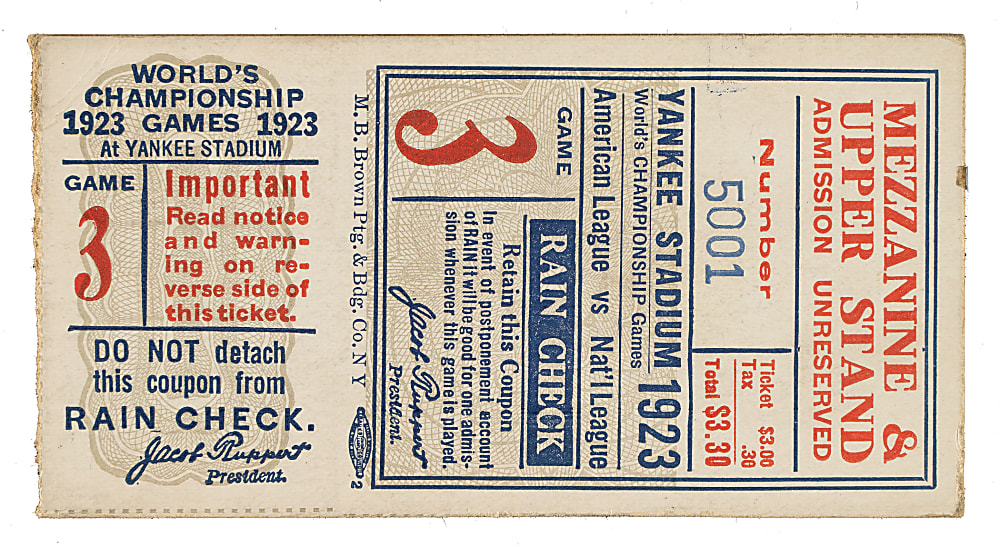 WORLD'S
CHAMPIONSHIP
1923 GAMES 1923
At YANKEE STADIUM
GAME
3
Important
Read notice
and warn-
ing on re-
verse side of
this ticket.
DO NOT detach
this coupon from
RAIN CHECK.
Jacob Ruppert
President.
M. B. Brown Ptg. & Bdg. Co. N Y
2
MEZZANINE &
UPPER STAND
ADMISSION UNRESERVED
Number
5001
Ticket $3.00
Tax .30
Total $3.30
YANKEE STADIUM 1923
World's CHAMPIONSHIP Games
American League vs Nat'l League
GAME
3
RAIN CHECK
Retain this Coupon
In event of postponement account
of RAIN it will be good for one admis-
sion whenever this game is played.
Jacob Ruppert
President.